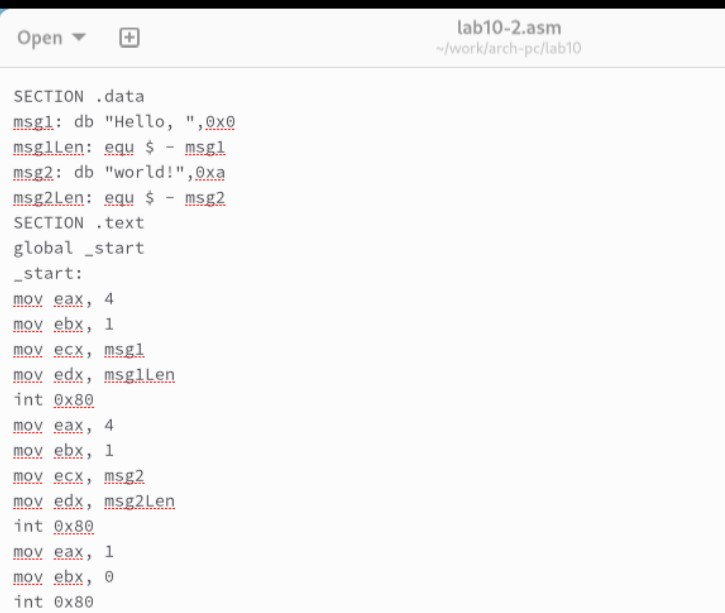 Open
lab10-2.asm
~/work/arch-pc/lab10
SECTION .data
msg1: db "Hello, ",0x0
msg1Len: equ $ - msg1
msg2: db "world!",0xa
msg2Len: equ $ - msg2
SECTION .text
global _start
_start:
mov eax, 4
mov ebx, 1
mov ecx, msg1
mov edx, msg1Len
int 0x80
mov eax, 4
mov ebx, 1
mov ecx, msg2
mov edx, msg2Len
int 0x80
mov eax, 1
mov ebx, 0
int 0x80